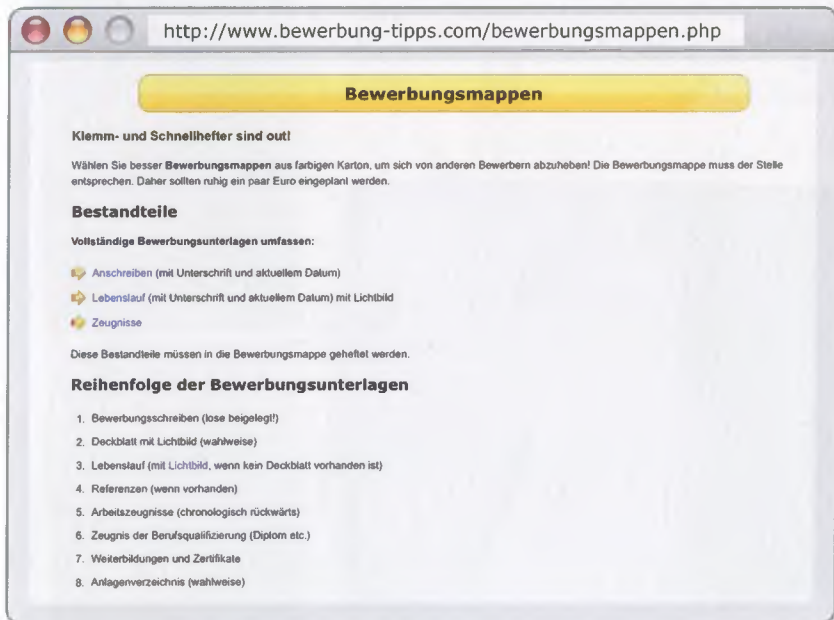 http://www.bewerbung-tipps.com/bewerbungsmappen.php
Bewerbungsmappen
Klemm- und Schnellhefter sind out!
Wählen Sie besser Bewerbungsmappen aus farbigen Karton, um sich von anderen Bewerbern abzuheben! Die Bewerbungsmappe muss der Stelle
entsprechen. Daher sollten ruhig ein paar Euro eingeplant werden.
Bestandteile
Vollständige Bewerbungsunterlagen umfassen:
Anschreiben (mit Unterschrift und aktuellem Datum)
Lebenslauf (mit Unterschrift und aktuellem Datum) mit Lichtbild
Zeugnisse
Diese Bestandteile müssen in die Bewerbungsmappe geheftet werden.
Reihenfolge der Bewerbungsunterlagen
1. Bewerbungsschreiben (lose beigelegt!)
2. Deckblatt mit Lichtbild (wahlweise)
3. Lebenslauf (mit Lichtbild, wenn kein Deckblatt vorhanden ist)
4. Referenzen (wenn vorhanden)
5. Arbeitszeugnisse (chronologisch rückwärts)
6. Zeugnis der Berufsqualifizierung (Diplom etc.)
7. Weiterbildungen und Zertifikate
8. Anlagenverzeichnis (wahlweise)